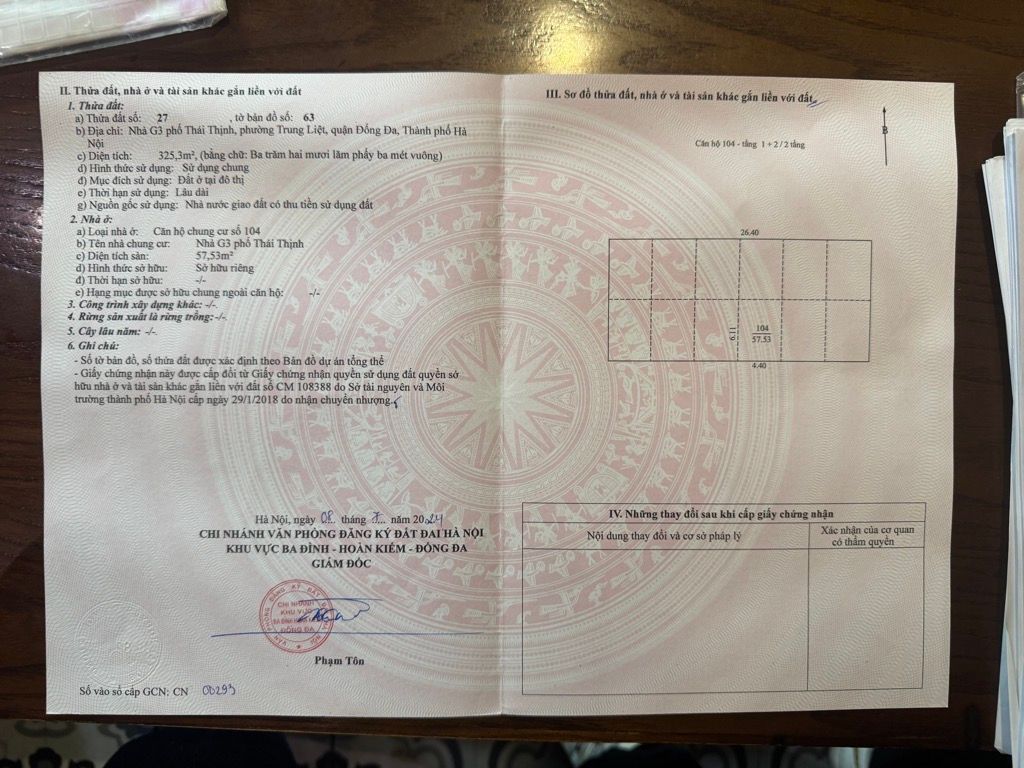 II. Thửa đất, nhà ở và tài sản khác gắn liền với đất
1. Thửa đất:
a) Thửa đất số: 27 , tờ bản đồ số: 63
b) Địa chỉ: Nhà G3 phố Thái Thịnh, phường Trung Liệt, quận Đống Đa, Thành phố Hà
Nội
c) Diện tích: 325,3m², (bằng chữ: Ba trăm hai mươi lăm phẩy ba mét vuông)
d) Hình thức sử dụng: Sử dụng chung
đ) Mục đích sử dụng: Đất ở tại đô thị
e) Thời hạn sử dụng: Lâu dài
g) Nguồn gốc sử dụng: Nhà nước giao đất có thu tiền sử dụng đất
2. Nhà ở:
a) Loại nhà ở: Căn hộ chung cư số 104
b) Tên nhà chung cư: Nhà G3 phố Thái Thịnh
c) Diện tích sàn: 57,53m²
d) Hình thức sở hữu: Sở hữu riêng
đ) Thời hạn sở hữu: -/-
e) Hạng mục được sở hữu chung ngoài căn hộ: -/-
3. Công trình xây dựng khác: -/-
4. Rừng sản xuất là rừng trồng: -/-
5. Cây lâu năm: -/-
6. Ghi chú:
- Số tờ bản đồ, số thửa đất được xác định theo Bản đồ dự án tổng thể
- Giấy chứng nhận này được cấp đổi từ Giấy chứng nhận quyền sử dụng đất quyền sở
hữu nhà ở và tài sản khác gắn liền với đất số CM 108388 do Sở tài nguyên và Môi
trường thành phố Hà Nội cấp ngày 29/1/2018 do nhận chuyển nhượng.
Hà Nội, ngày 08 tháng 7 năm 2024
CHI NHÁNH VĂN PHÒNG ĐĂNG KÝ ĐẤT ĐAI HÀ NỘI
KHU VỰC BA ĐÌNH - HOÀN KIẾM - ĐỐNG ĐA
GIÁM ĐỐC
CHI NHÁNH
KHU VỰC
ĐỐNG ĐA
Phạm Tôn
Số vào sổ cấp GCN: CN 00293
III. Sơ đồ thửa đất, nhà ở và tài sản khác gắn liền với đất
B
Căn hộ 104 - tầng 1 + 2 / 2 tầng
26.40
6.11
104
57.53
4.40
IV. Những thay đổi sau khi cấp giấy chứng nhận
Nội dung thay đổi và cơ sở pháp lý
Xác nhận của cơ quan
có thẩm quyền